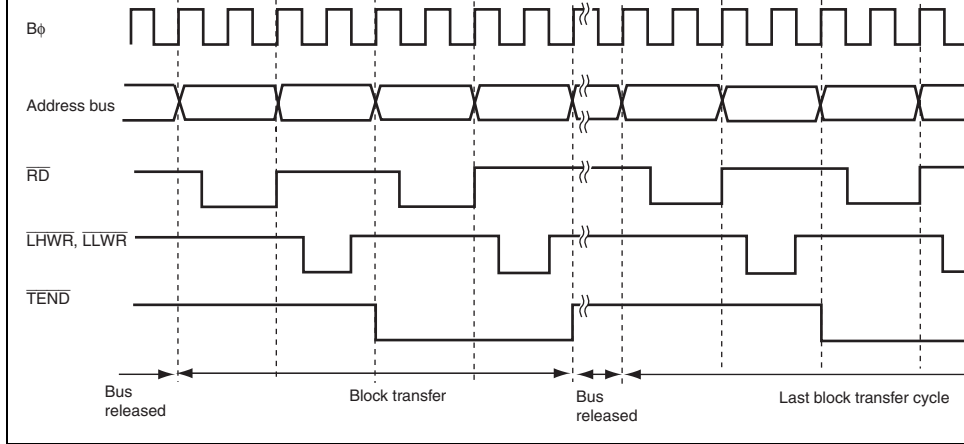 Bϕ
Address bus
RD
LHWR, LLWR
TEND
Bus
released
Block transfer
Bus
released
Last block transfer cycle